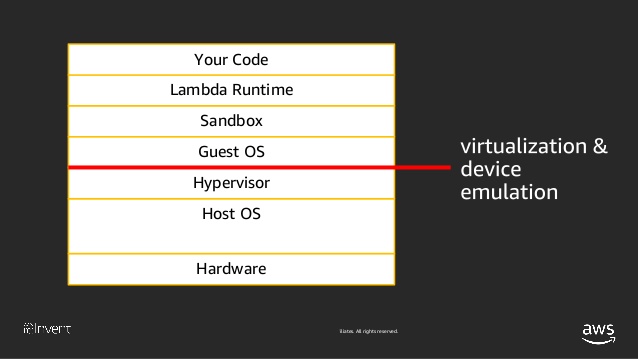 Your Code
Lambda Runtime
Sandbox
Guest OS
Hypervisor
Host OS
Hardware
virtualization &
device
emulation
re:Invent
iliates. All rights reserved.
aws